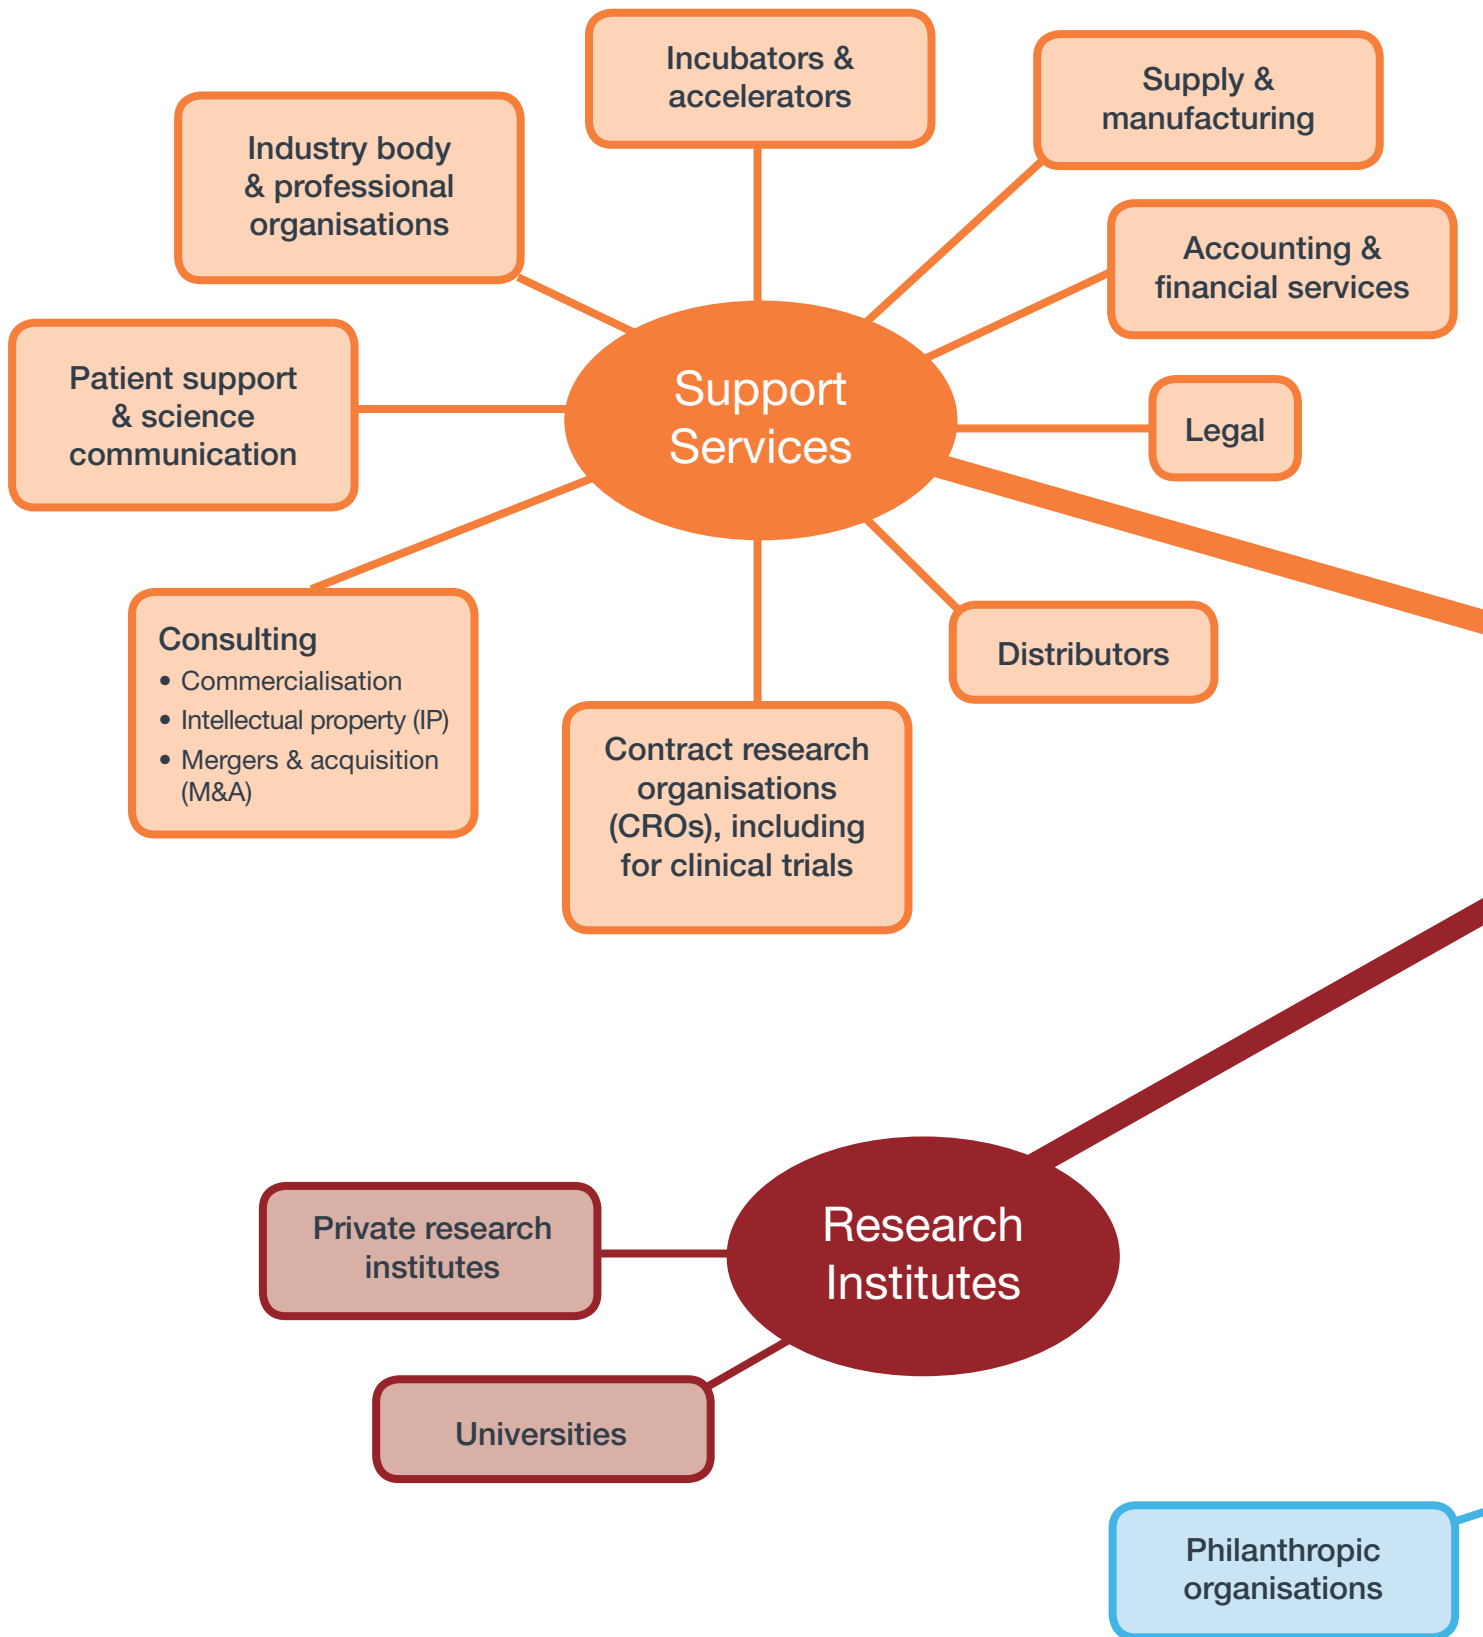 Incubators &
accelerators
Supply &
manufacturing
Industry body
& professional
organisations
Accounting &
financial services
Patient support
& science
communication
Support
Services
Legal
Consulting
• Commercialisation
• Intellectual property (IP)
• Mergers & acquisition
(M&A)
Distributors
Contract research
organisations
(CROs), including
for clinical trials
Private research
institutes
Research
Institutes
Universities
Philanthropic
organisations